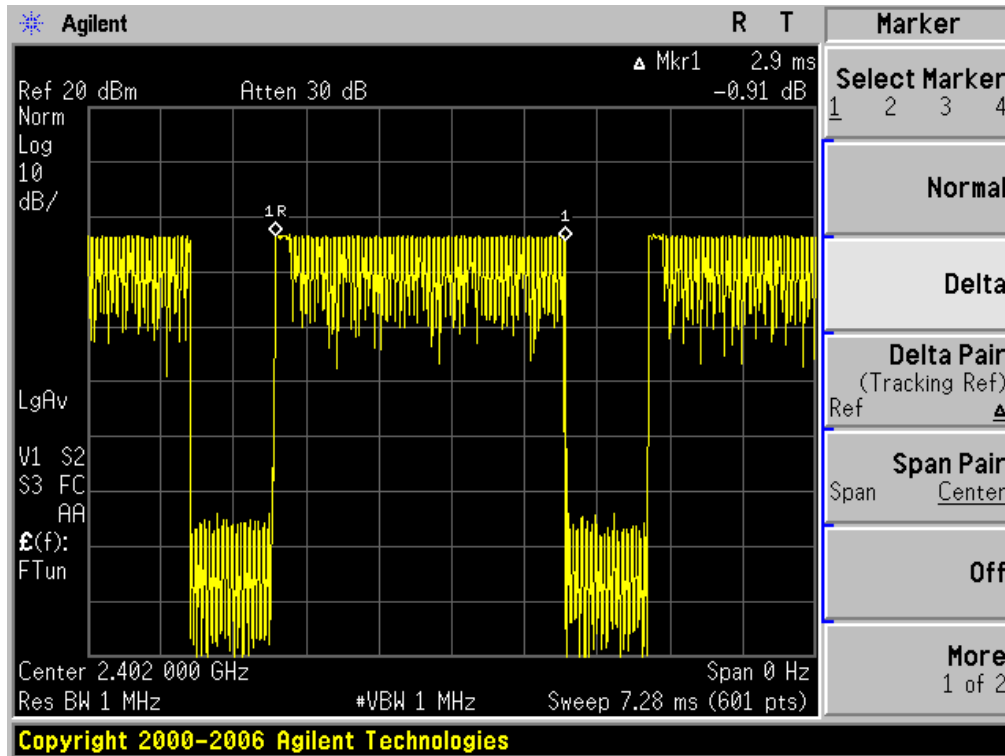 Agilent R T
Δ Mkr1 2.9 ms
Ref 20 dBm Atten 30 dB -0.91 dB
Norm
Log
10
dB/
1R
1
LgAv
V1 S2
S3 FC
AA
£(f):
FTun
Center 2.402 000 GHz Span 0 Hz
Res BW 1 MHz #VBW 1 MHz Sweep 7.28 ms (601 pts)
Copyright 2000-2006 Agilent Technologies
Marker
Select Marker
1 2 3 4
Normal
Delta
Delta Pair
(Tracking Ref)
Ref Δ
Span Pair
Span Center
Off
More
1 of 2